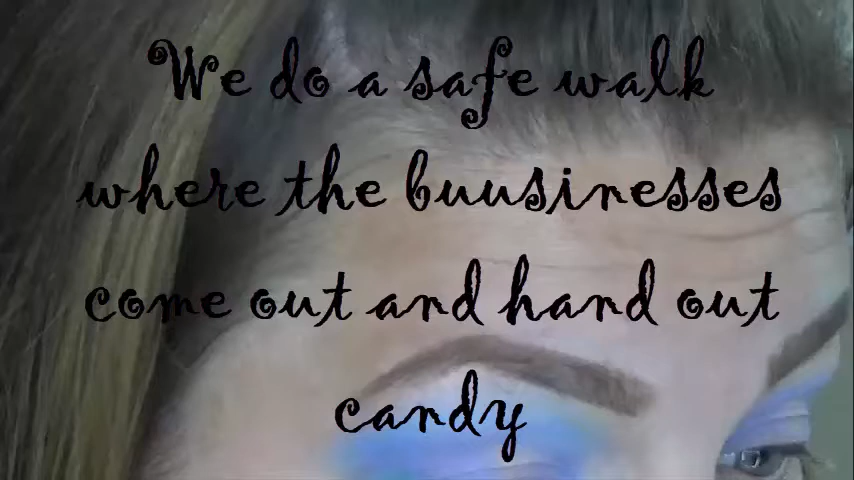 We do a safe walk
where the buusinesses
come out and hand out
candy